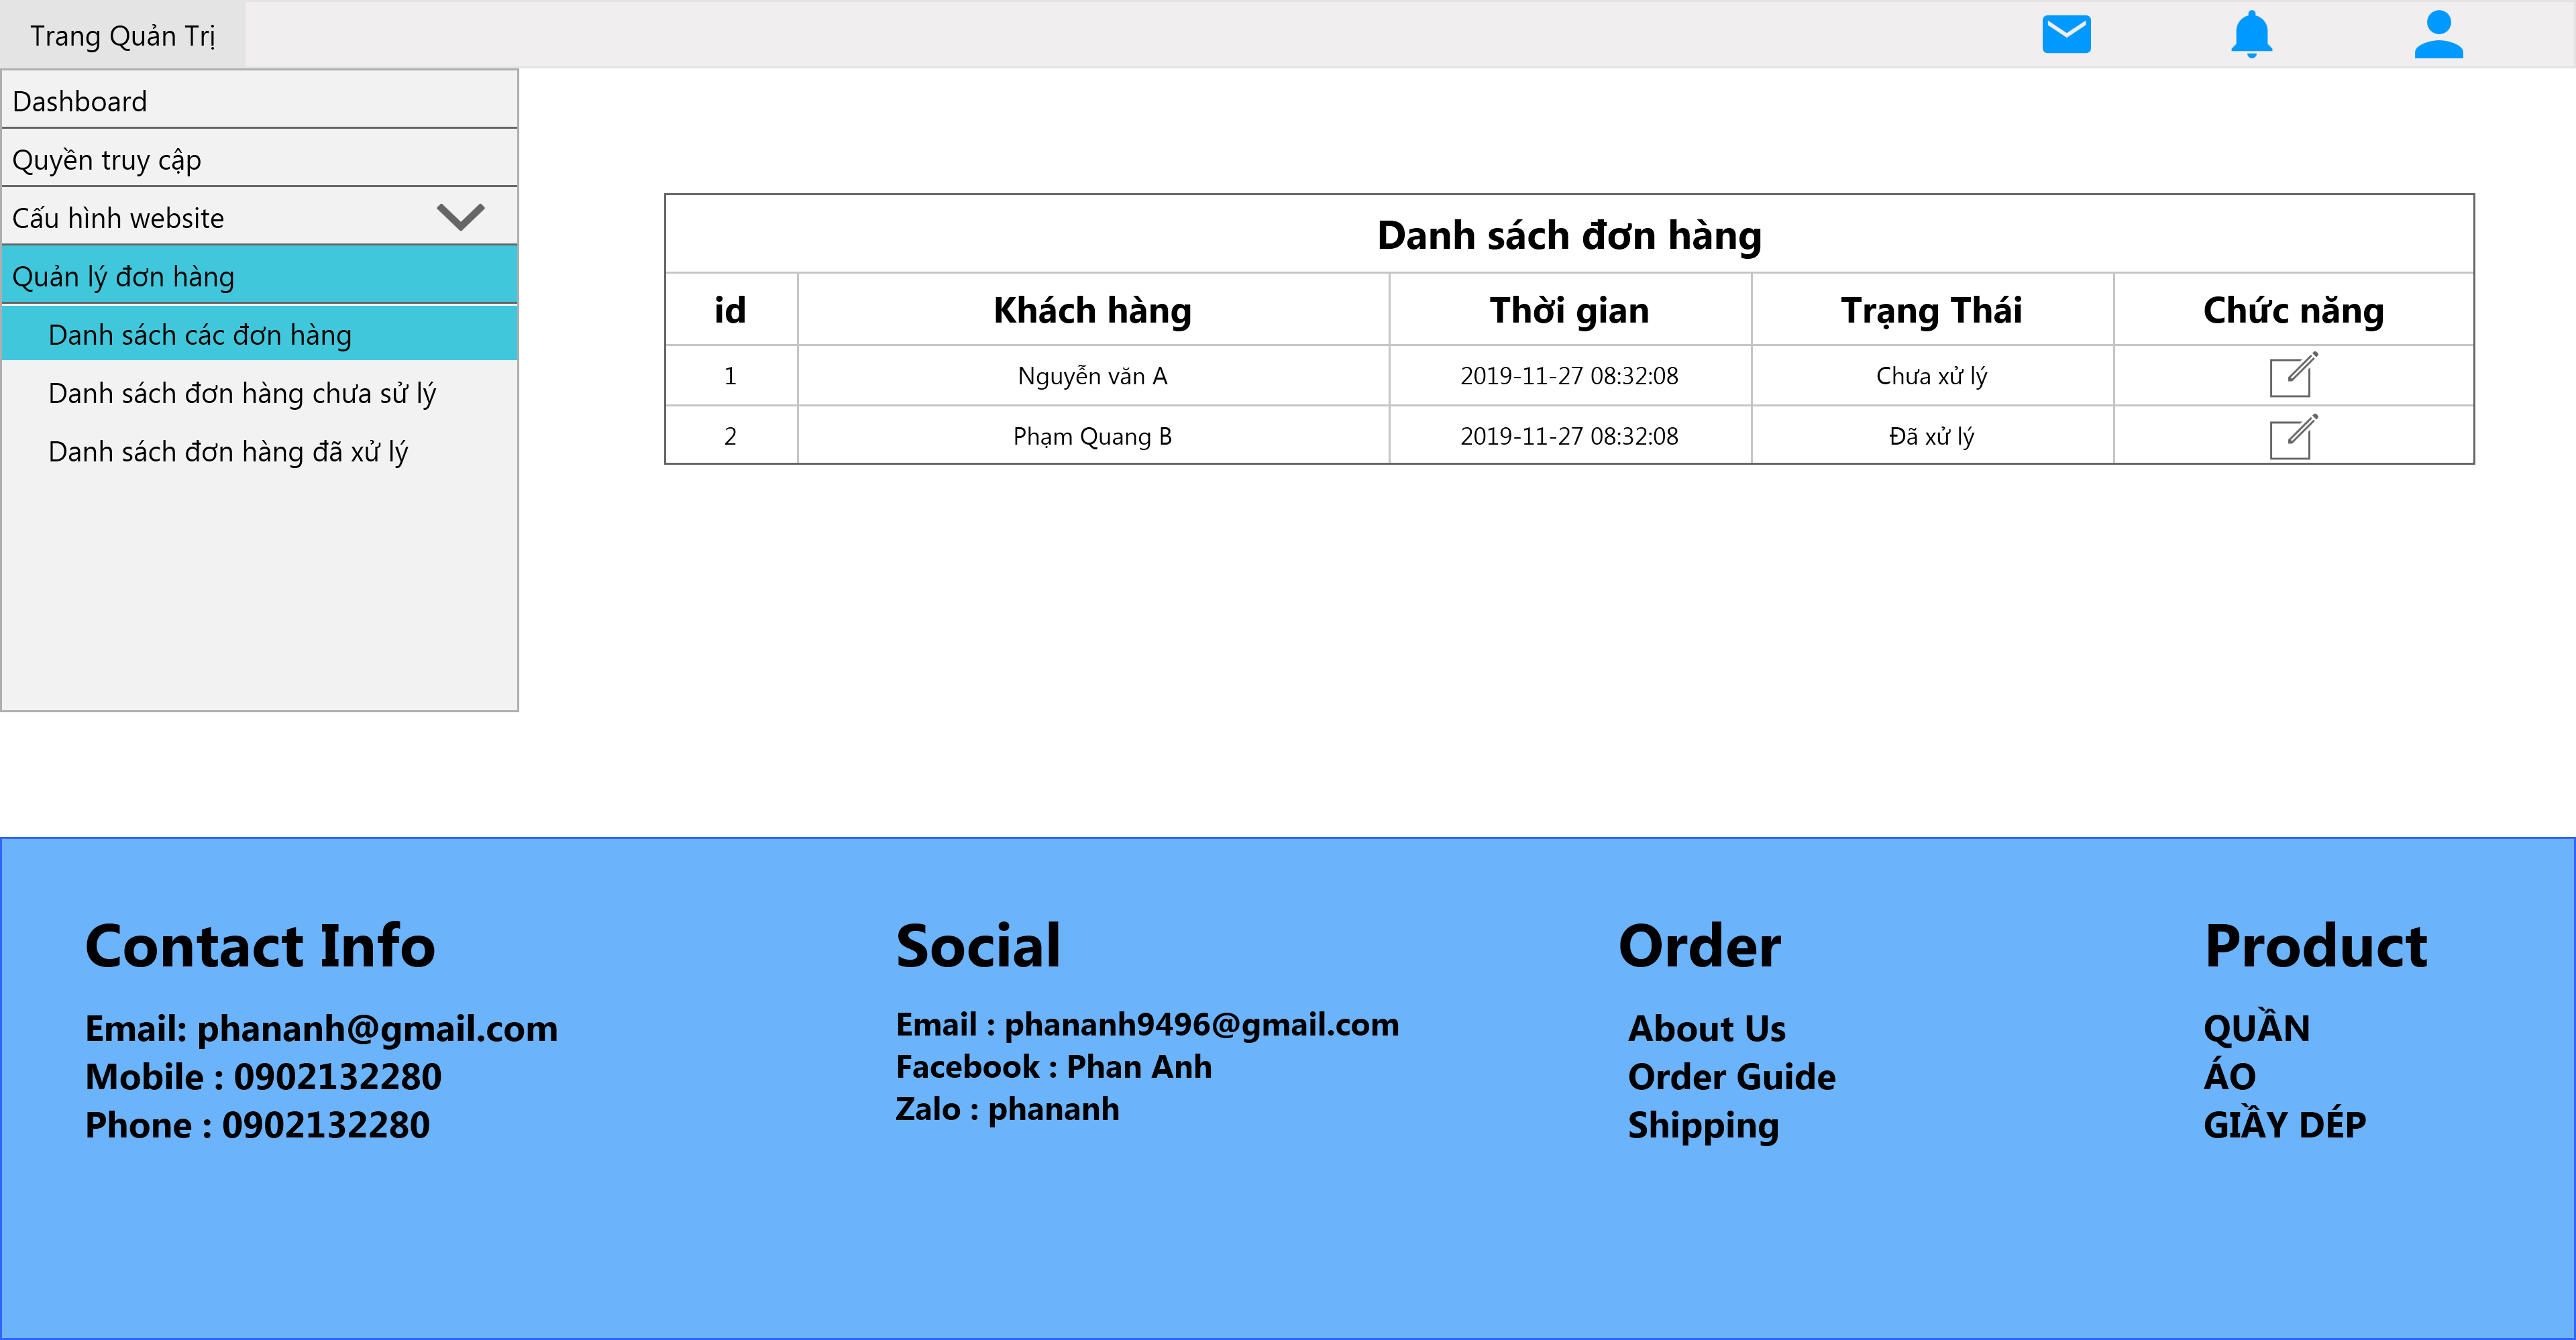 Trang Quản Trị
Dashboard
Quyền truy cập
Cấu hình website
Quản lý đơn hàng
Danh sách các đơn hàng
Danh sách đơn hàng chưa sử lý
Danh sách đơn hàng đã xử lý
Danh sách đơn hàng
id Khách hàng Thời gian Trạng Thái Chức năng
1 Nguyễn văn A 2019-11-27 08:32:08 Chưa xử lý
2 Phạm Quang B 2019-11-27 08:32:08 Đã xử lý
Contact Info
Email: phananh@gmail.com
Mobile : 0902132280
Phone : 0902132280
Social
Email : phananh9496@gmail.com
Facebook : Phan Anh
Zalo : phananh
Order
About Us
Order Guide
Shipping
Product
QUẦN
ÁO
GIẦY DÉP